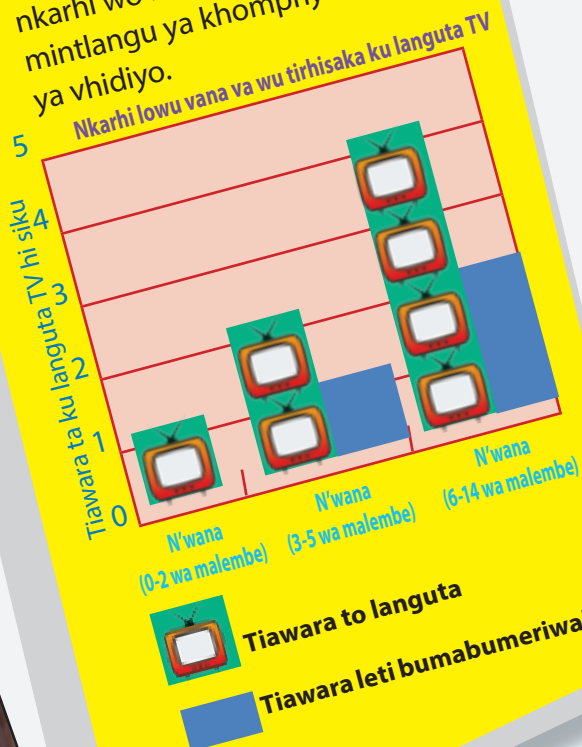 nkarhi wo
mintlangu ya
ya vhidiyo.
Nkarhi lowu vana va wu tirhisaka ku languta TV
Tiawara ta ku languta TV hi siku
5
4
3
2
1
0
N'wana
(0-2 wa malembe)
N'wana
(3-5 wa malembe)
N'wana
(6-14 wa malembe)
Tiawara to languta
Tiawara leti